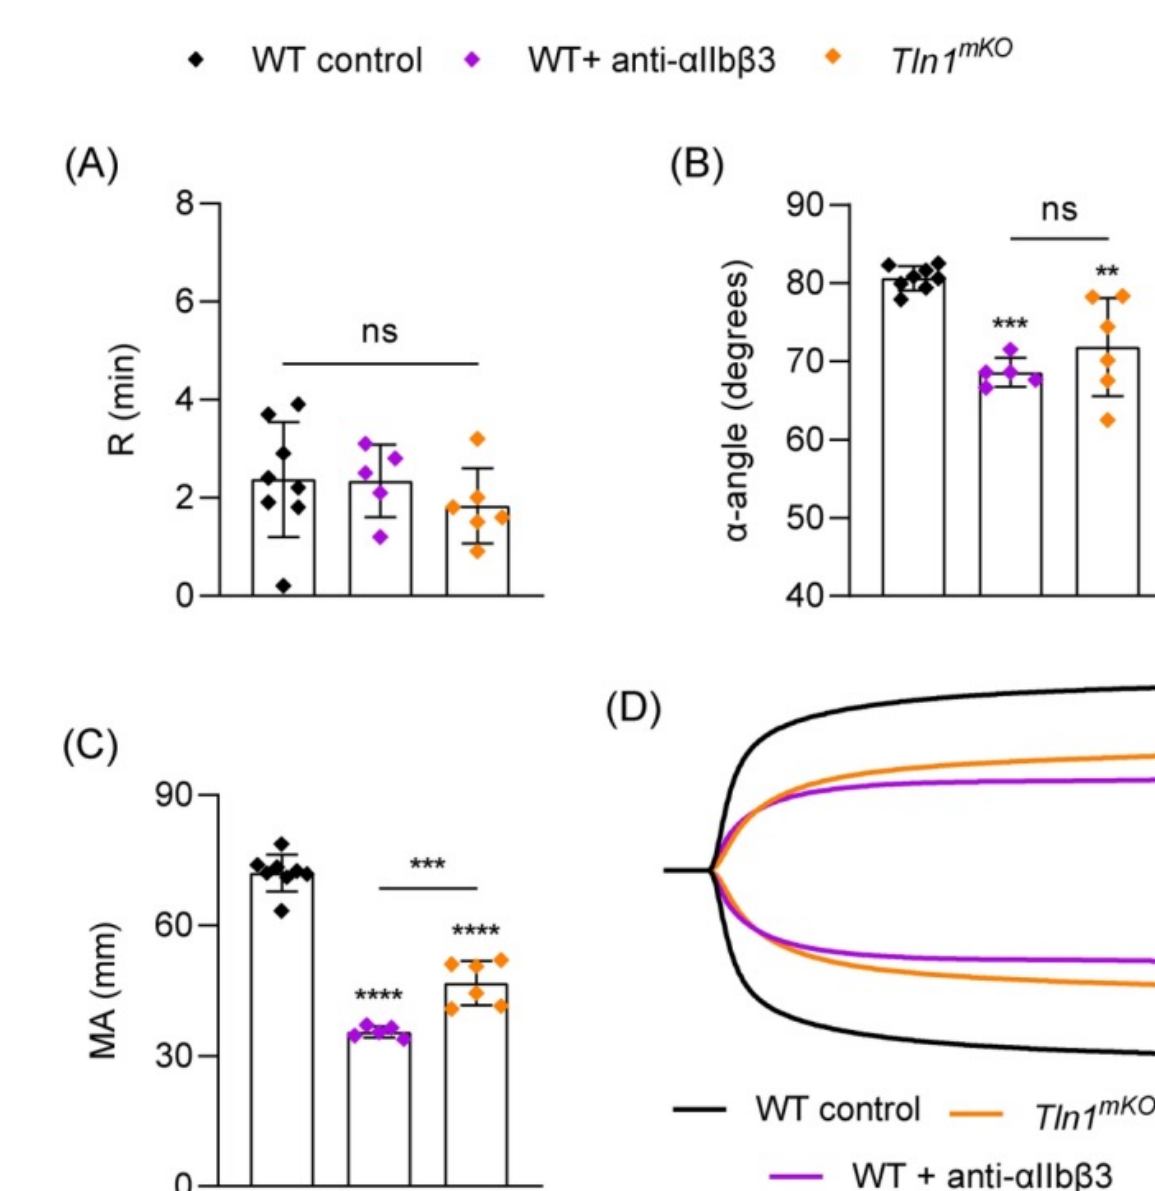 WT control WT+ anti-αIIbβ3 Tln1mKO
(A)
8
6
4
2
0
R (min)
ns
(B)
90
80
70
60
50
40
α-angle (degrees)
ns
***
**
(C)
90
60
30
0
MA (mm)
***
****
****
(D)
WT control Tln1mKO
WT + anti-αIIbβ3